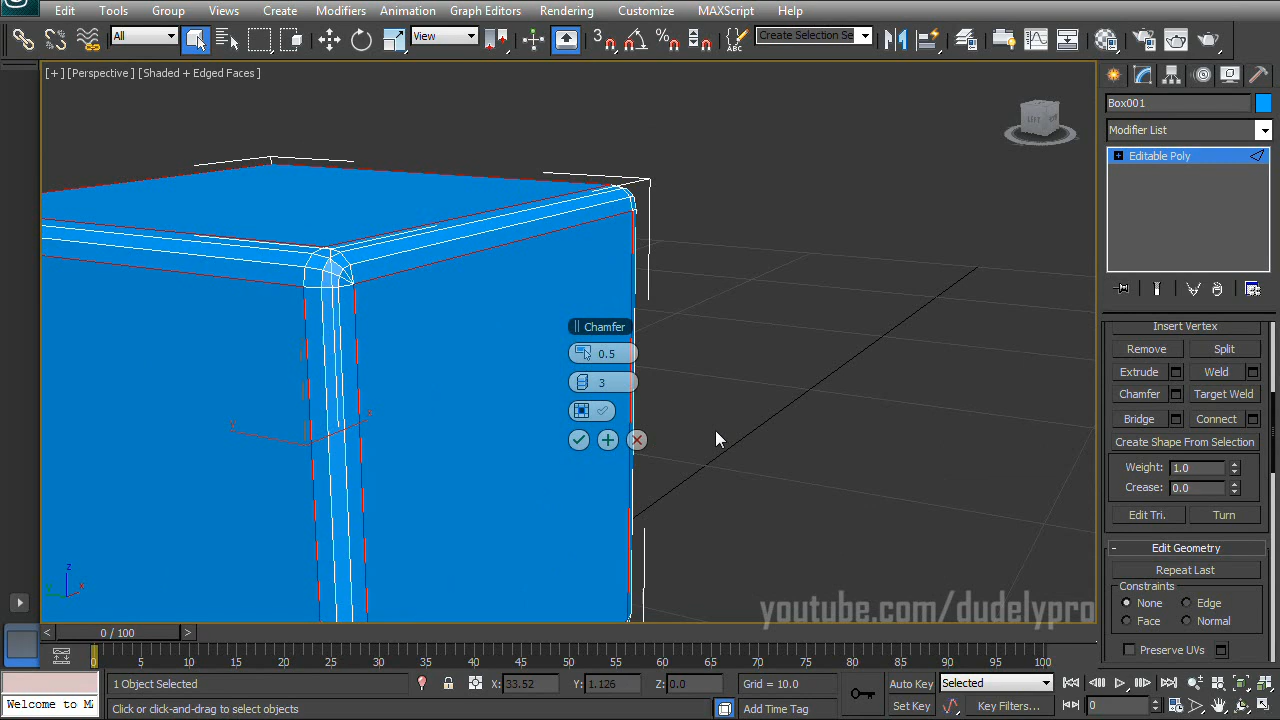 Edit Tools Group Views Create Modifiers Animation Graph Editors Rendering Customize MAXScript Help
All View 3 Create Selection Se
[+] [Perspective] [Shaded + Edged Faces]
LEFT
Box001
Modifier List
Editable Poly
Insert Vertex
Remove Split
Extrude Weld
Chamfer Target Weld
Bridge Connect
Create Shape From Selection
Weight: 1.0
Crease: 0.0
Edit Tri. Turn
- Edit Geometry
Repeat Last
Constraints
None Edge
Face Normal
Preserve UVs
Chamfer
0.5
3
x
z
x
youtube.com/dudelypro
< 0 / 100 >
0 5 10 15 20 25 30 35 40 45 50 55 60 65 70 75 80 85 90 95 100
1 Object Selected X: 33.52 Y: 1.126 Z: 0.0 Grid = 10.0 Auto Key Selected
Welcome to M Click or click-and-drag to select objects Add Time Tag Set Key Key Filters... 0